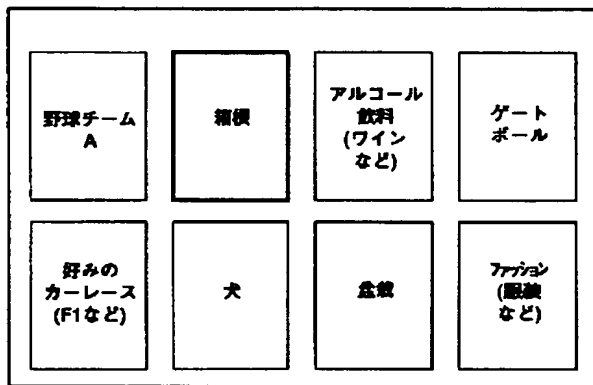 野球チーム
A
箱根
アルコール
飲料
(ワイン
など)
ゲート
ボール
好みの
カーレース
(F1など)
犬
盆栽
ファッション
(服装
など)